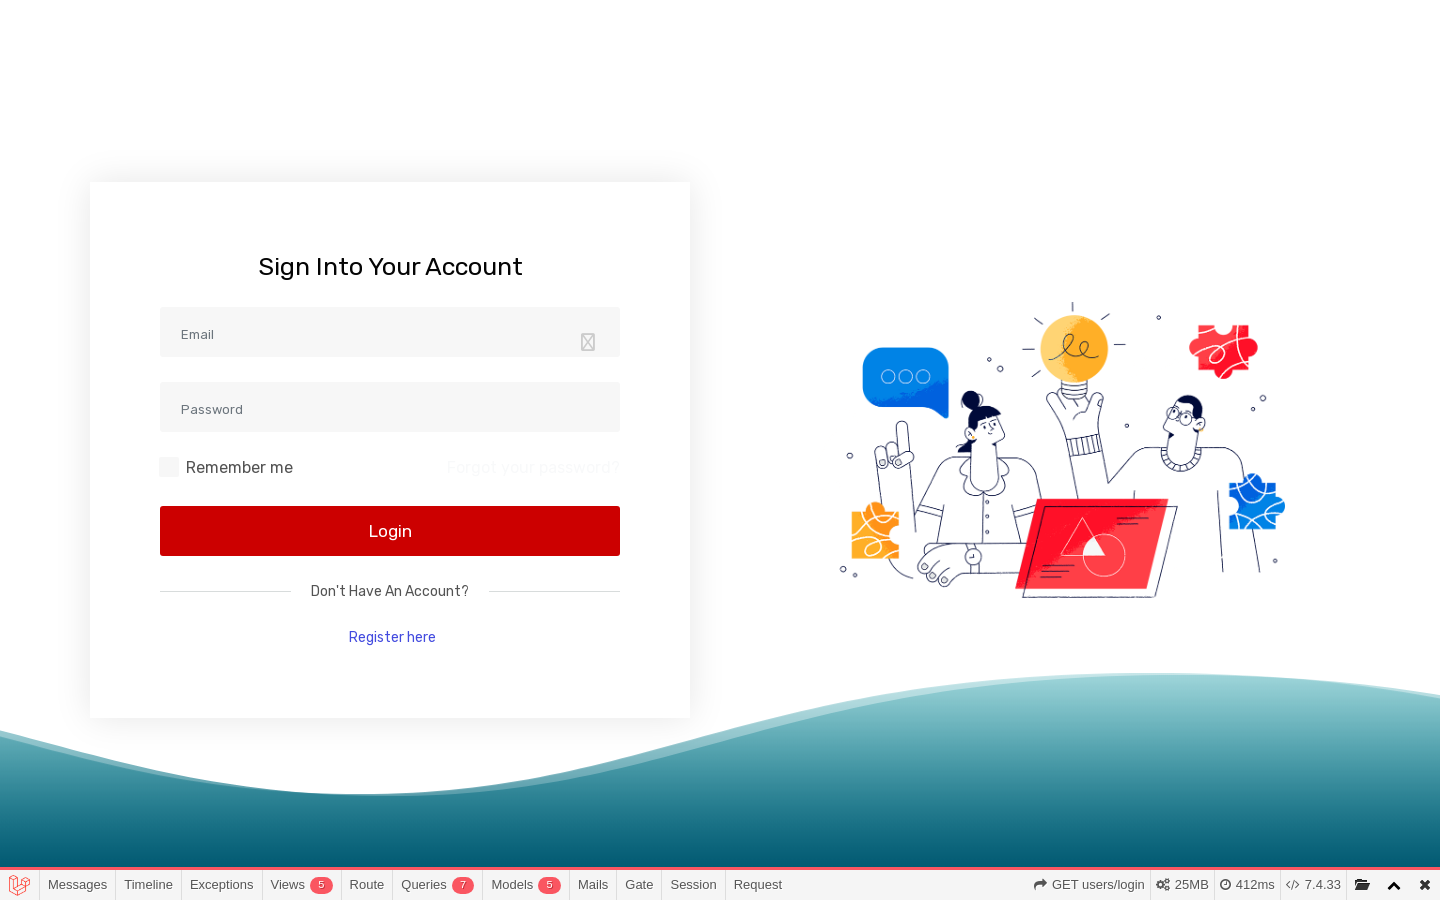 Sign Into Your Account
Email
Password
Remember me
Forgot your password?
Login
Don't Have An Account?
Register here
Messages Timeline Exceptions Views 5 Route Queries 7 Models 5 Mails Gate Session Request GET users/login 25MB 412ms 7.4.33